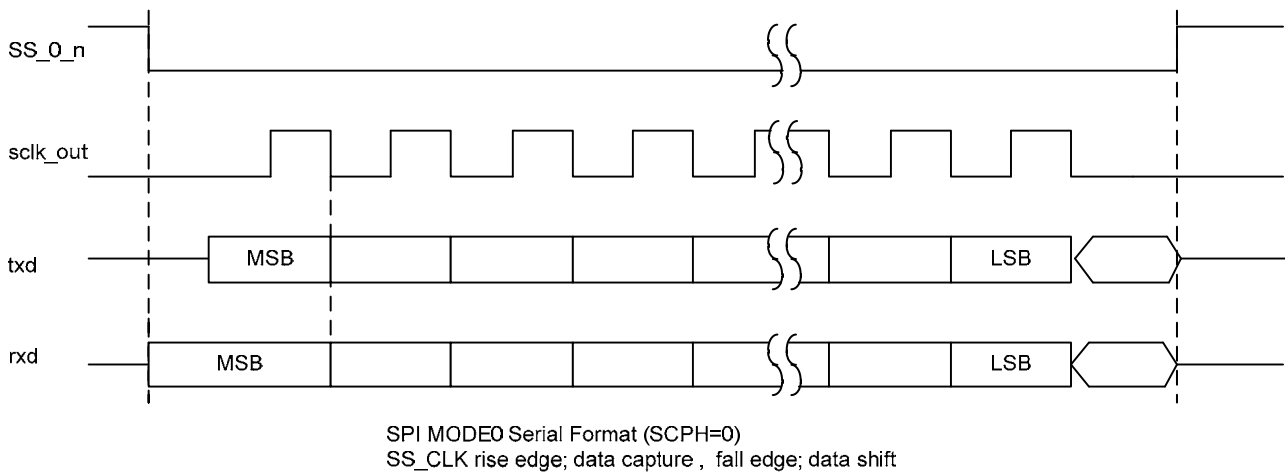 SS_0_n
sclk_out
txd
MSB
LSB
rxd
MSB
LSB
SPI MODE0 Serial Format (SCPH=0)
SS_CLK rise edge; data capture , fall edge; data shift